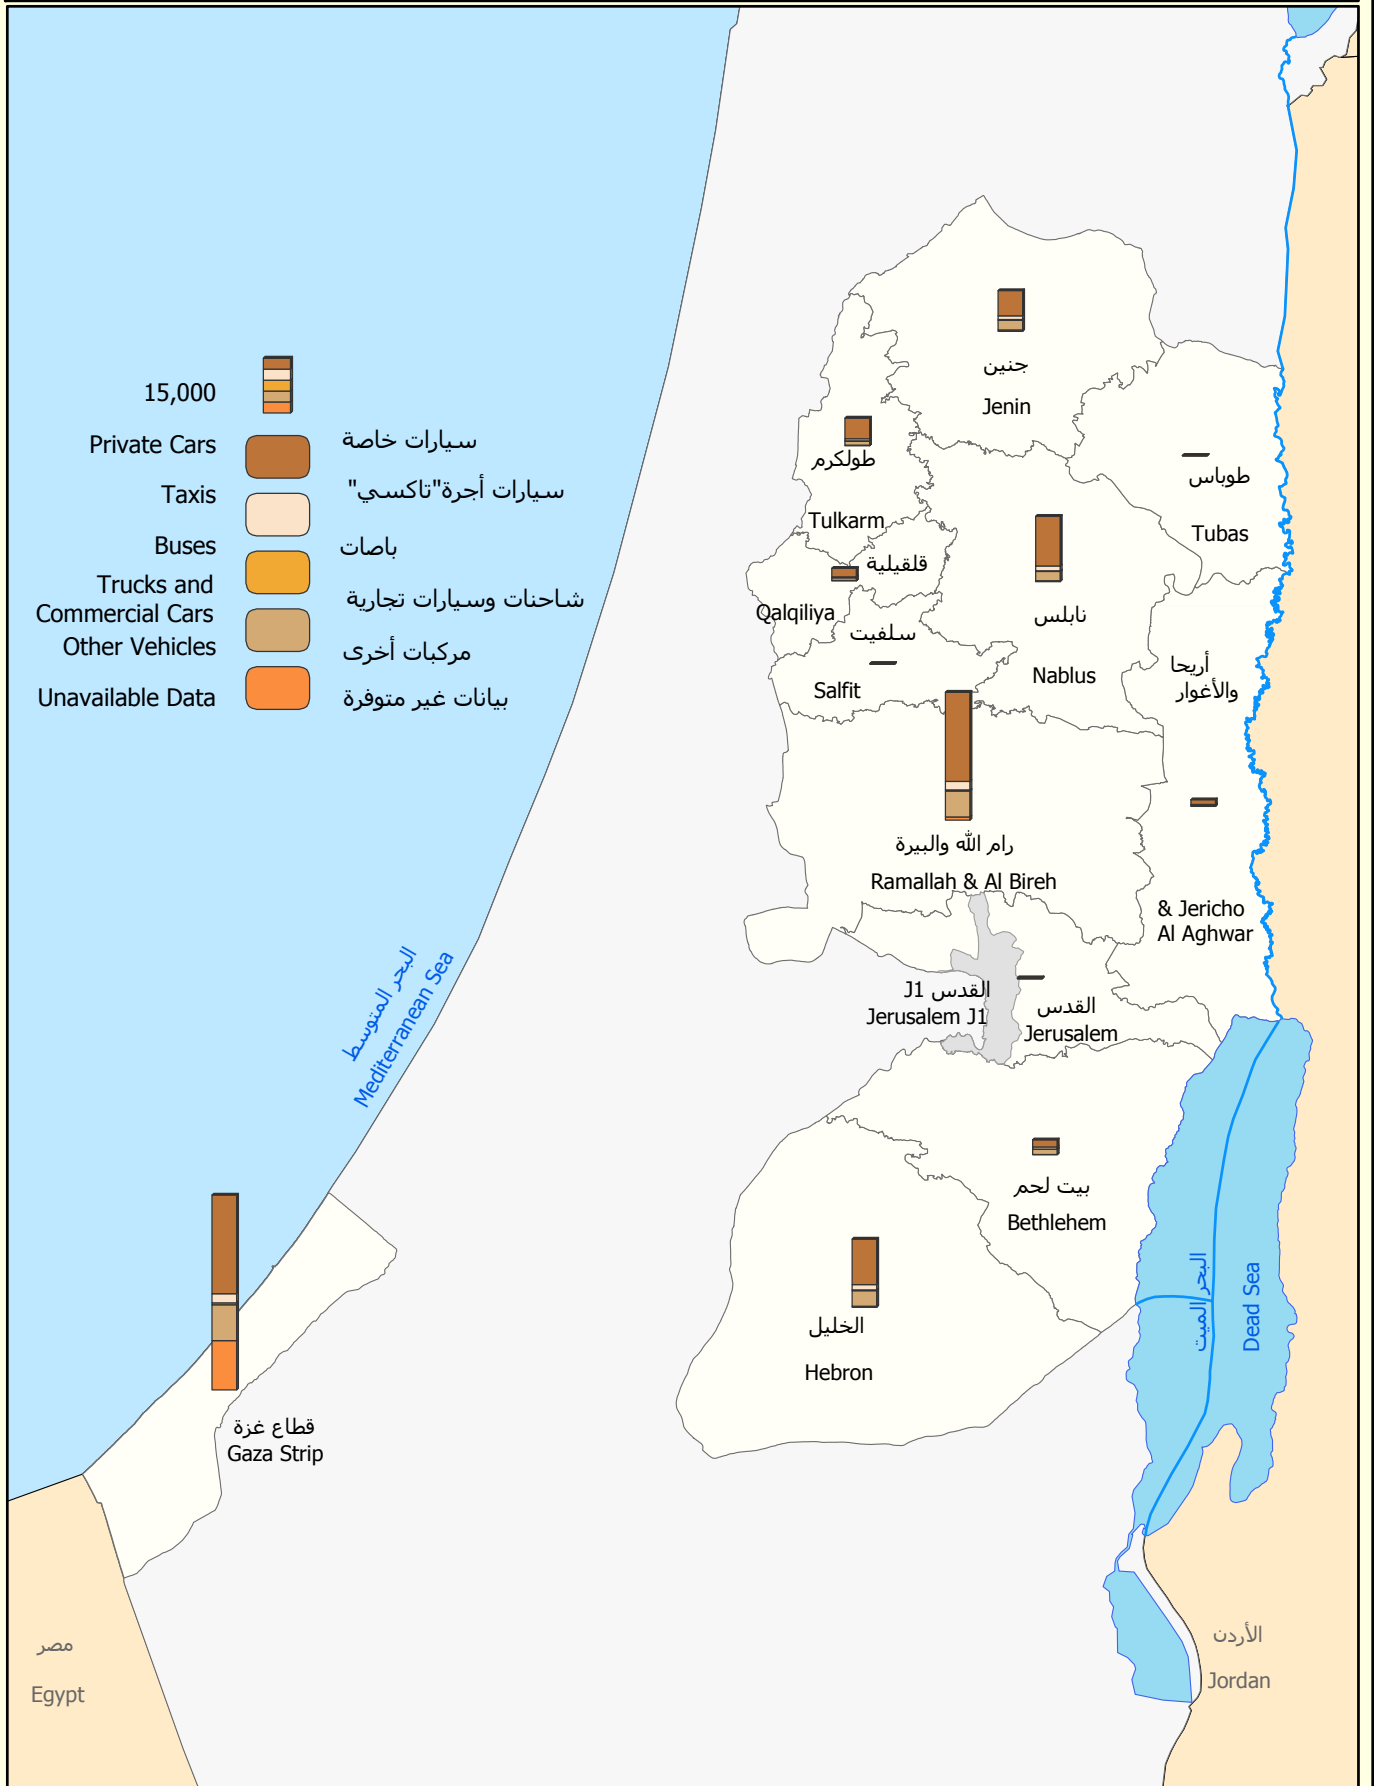 15,000
Private Cars
سيارات خاصة
Taxis
سيارات أجرة"تاكسي"
Buses
باصات
Trucks and
Commercial Cars
شاحنات وسيارات تجارية
Other Vehicles
مركبات أخرى
Unavailable Data
بيانات غير متوفرة
جنين
Jenin
طولكرم
Tulkarm
طوباس
Tubas
قلقيلية
Qalqiliya
نابلس
Nablus
سلفيت
Salfit
أريحا
والأغوار
& Jericho
Al Aghwar
رام الله والبيرة
Ramallah & Al Bireh
القدس J1
Jerusalem J1
القدس
Jerusalem
البحر المتوسط
Mediterranean Sea
بيت لحم
Bethlehem
الخليل
Hebron
البحر الميت
Dead Sea
قطاع غزة
Gaza Strip
مصر
Egypt
الأردن
Jordan